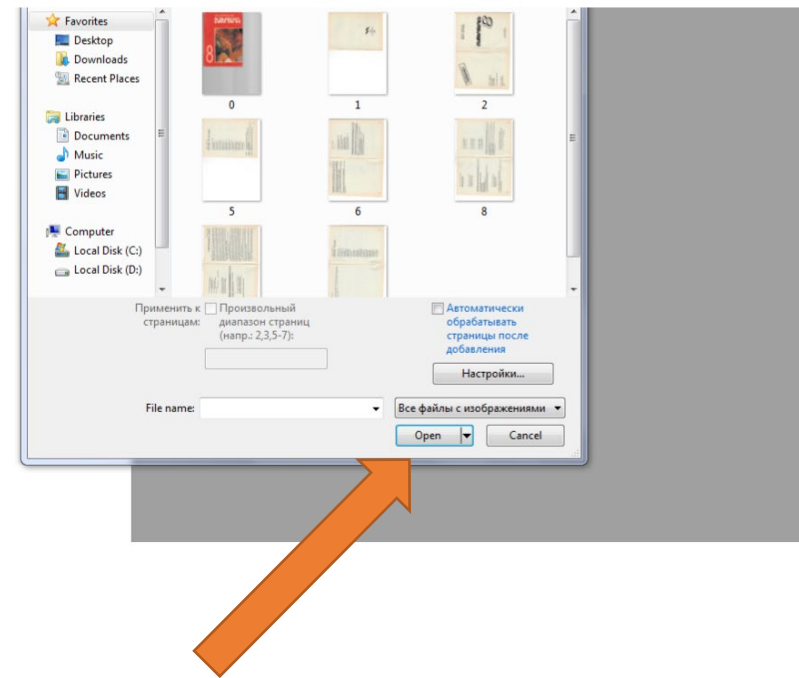 Favorites
Desktop
Downloads
Recent Places
Libraries
Documents
Music
Pictures
Videos
Computer
Local Disk (C:)
Local Disk (D:)
8
0
1
2
5
6
8
Применить к страницам:
Произвольный
диапазон страниц
(напр.: 2,3,5-7):
Автоматически
обрабатывать
страницы после
добавления
Настройки...
File name:
Все файлы с изображениями
Open
Cancel